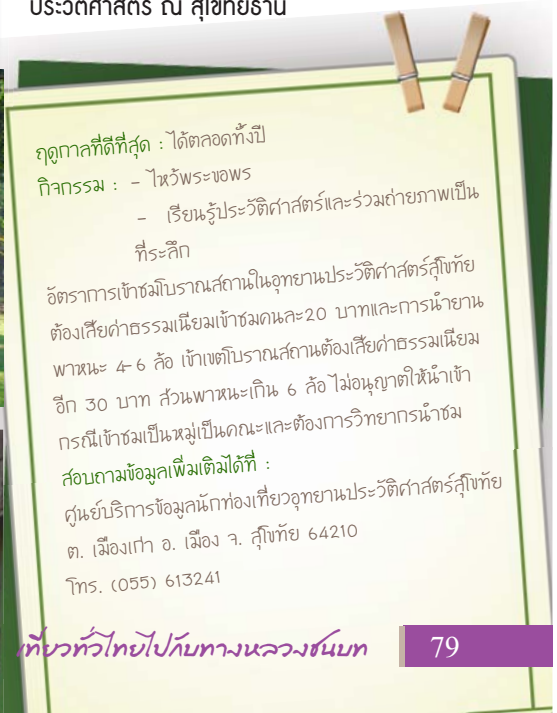 ประวัติศาสตร์ ณ สุโขทัยธานี
ฤดูกาลที่ดีที่สุด : ได้ตลอดทั้งปี
กิจกรรม : - ไหว้พระขอพร
- เรียนรู้ประวัติศาสตร์และร่วมถ่ายภาพเป็น
ที่ระลึก
อัตราการเข้าชมโบราณสถานในอุทยานประวัติศาสตร์สุโขทัย
ต้องเสียค่าธรรมเนียมเข้าชมคนละ20 บาทและการนำยาน
พาหนะ 4-6 ล้อ เข้าเขตโบราณสถานต้องเสียค่าธรรมเนียม
อีก 30 บาท ส่วนพาหนะเกิน 6 ล้อ ไม่อนุญาตให้นำเข้า
กรณีเข้าชมเป็นหมู่เป็นคณะและต้องการวิทยากรนำชม
สอบถามข้อมูลเพิ่มเติมได้ที่ :
ศูนย์บริการข้อมูลนักท่องเที่ยวอุทยานประวัติศาสตร์สุโขทัย
ต. เมืองเก่า อ. เมือง จ. สุโขทัย 64210
โทร. (055) 613241
เที่ยวทั่วไทยไปกับทางหลวงชนบท 79